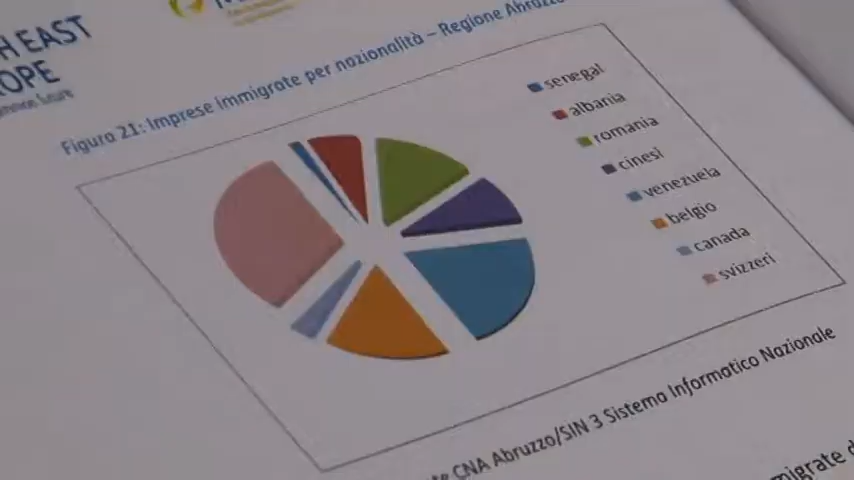 H EAST
OPE
Figura 21: Imprese immigrate per nazionalità – Regione Abruzzo
senegal
albania
romania
cinesi
venezuela
belgio
canada
svizzeri
CNA Abruzzo/SIN 3 Sistema Informatico Nazionale
migrate d